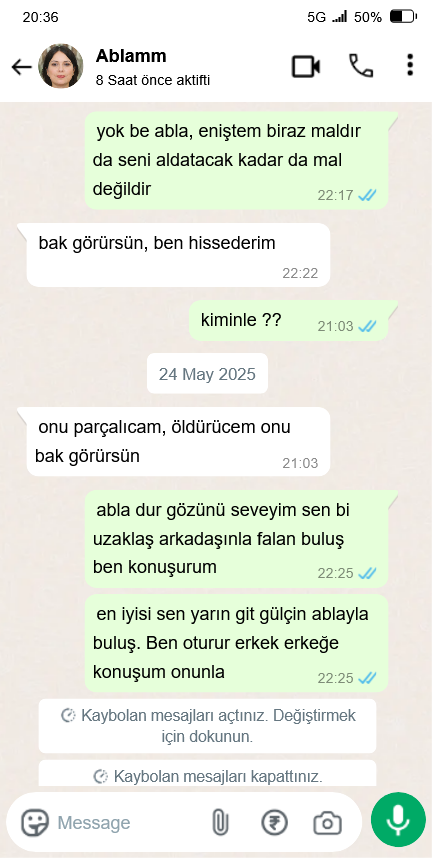 20:36
5G
50%
Ablamm
8 Saat önce aktifti
yok be abla, eniştem biraz maldır
da seni aldatacak kadar da mal
değildir
22:17
bak görürsün, ben hissederim
22:22
kiminle ??
21:03
24 May 2025
onu parçalıcam, öldürücem onu
bak görürsün
21:03
abla dur gözünü seveyim sen bi
uzaklaş arkadaşınla falan buluş
ben konuşurum
22:25
en iyisi sen yarın git gülçin ablayla
buluş. Ben oturur erkek erkeğe
konuşum onunla
22:25
Kaybolan mesajları açtınız. Değiştirmek
için dokunun.
Kaybolan mesajları kapattınız.
Message